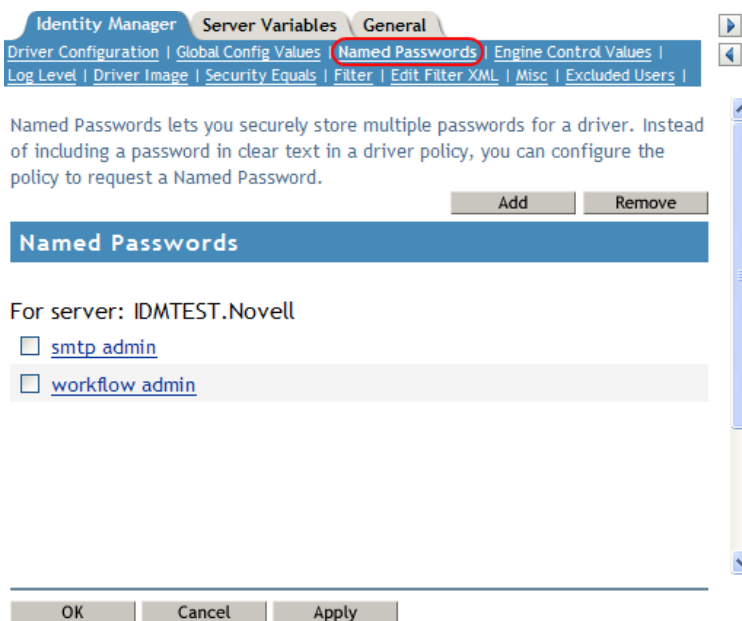 Identity Manager Server Variables General
Driver Configuration | Global Config Values | Named Passwords | Engine Control Values |
Log Level | Driver Image | Security Equals | Filter | Edit Filter XML | Misc | Excluded Users |
Named Passwords lets you securely store multiple passwords for a driver. Instead
of including a password in clear text in a driver policy, you can configure the
policy to request a Named Password.
Add Remove
Named Passwords
For server: IDMTEST.Novell
smtp admin
workflow admin
OK Cancel Apply